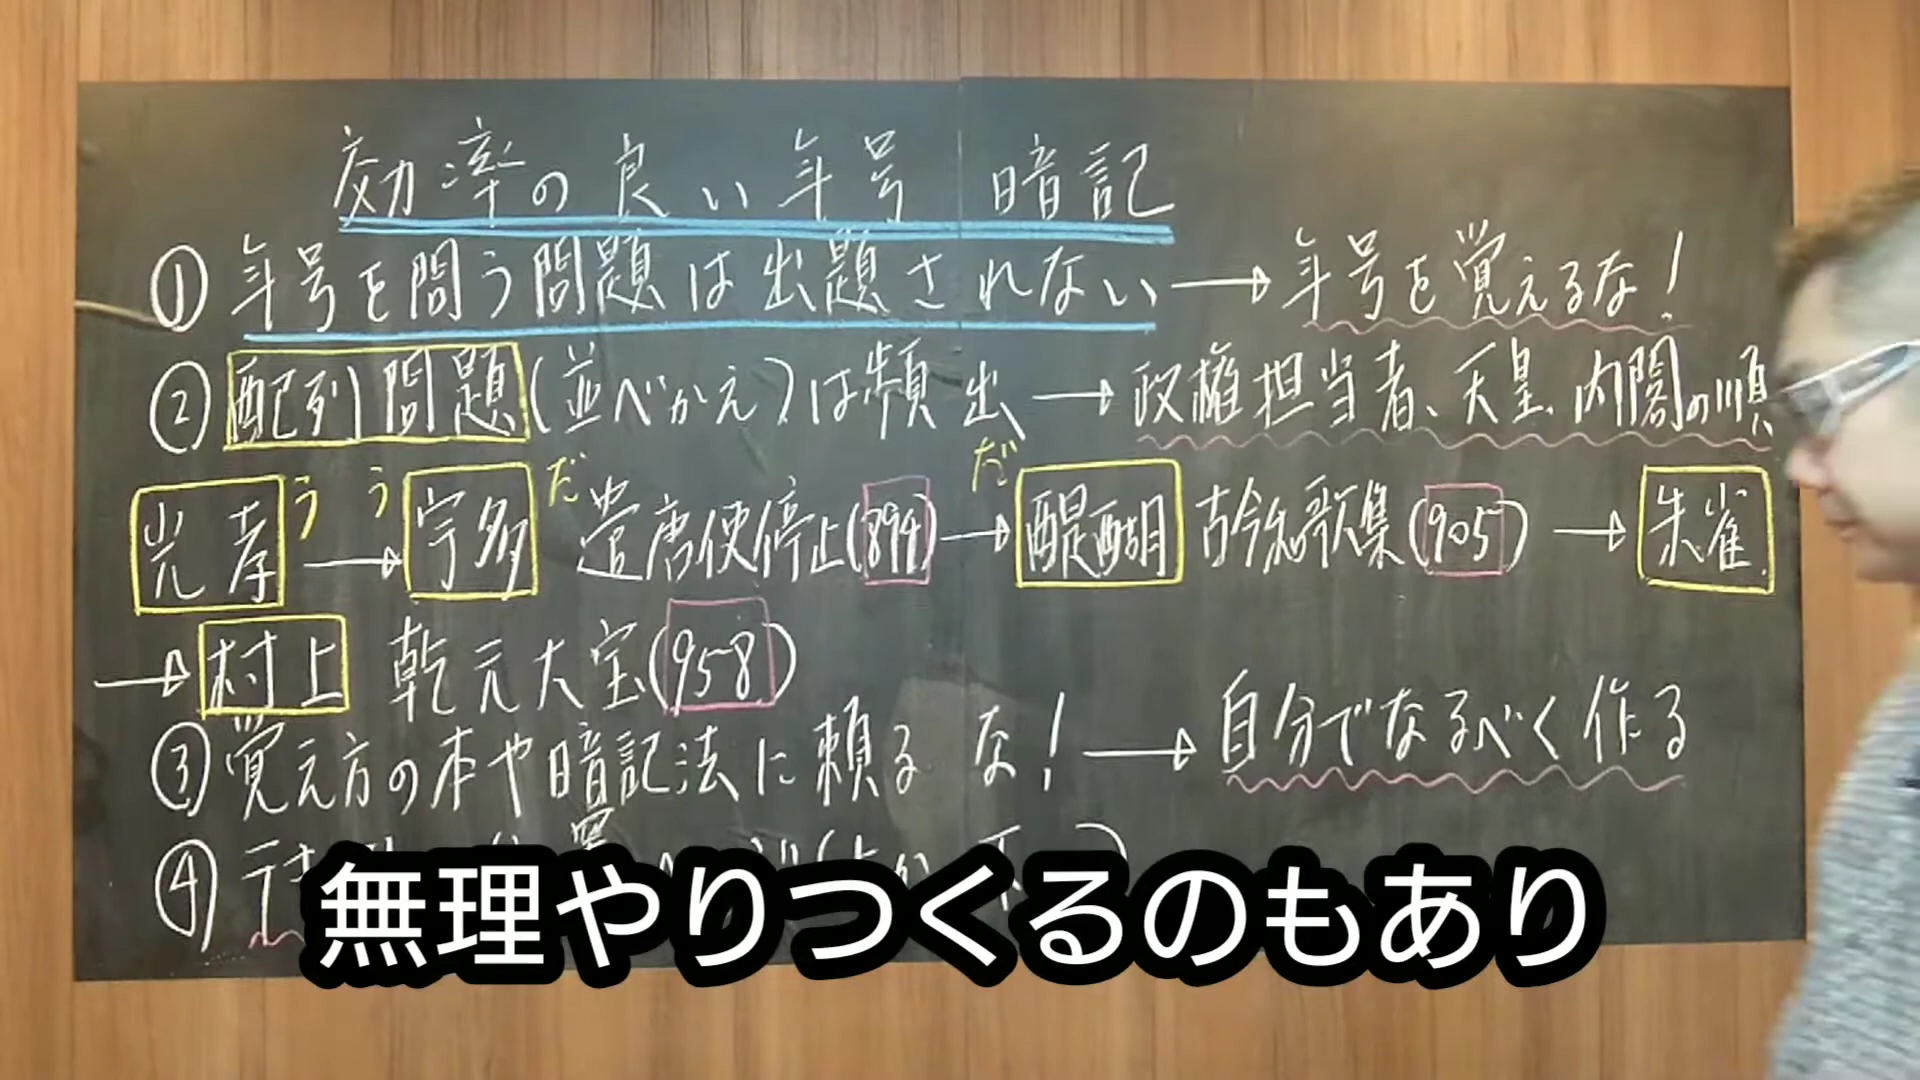 効率の良い年号 暗記
① 年号を問う問題は出題されない → 年号を覚えるな!
② 配列問題(並べかえ)は頻出 → 政権担当者、天皇、内閣の順
光孝 う → う 宇多 だ 遣唐使停止(894) → だ 醍醐 古今和歌集(905) → 朱雀
→ 村上 乾元大宝(958)
③ 覚え方の本や暗記法に頼るな! → 自分でなるべく作る
④
無理やりつくるのもあり